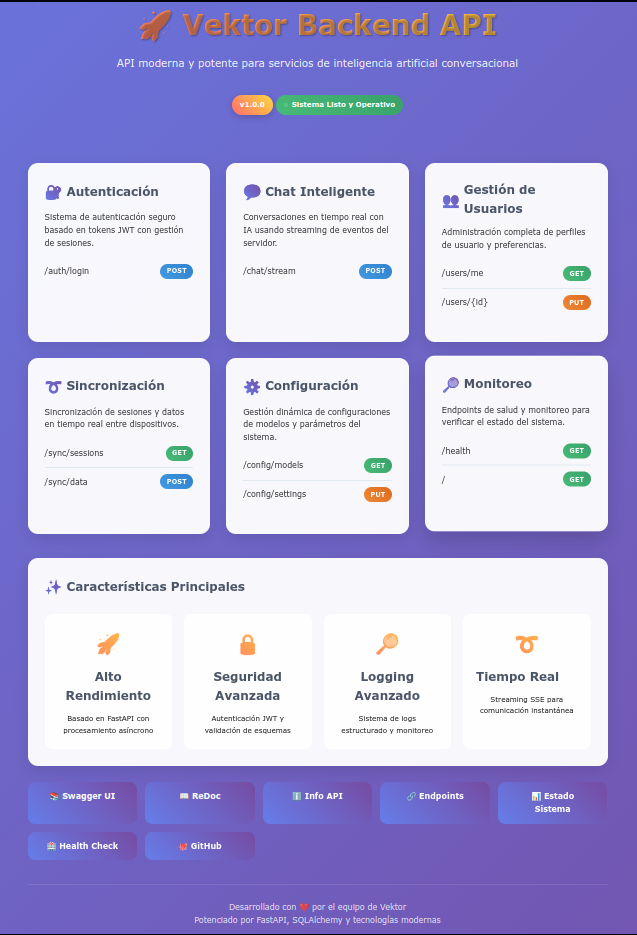 🚀 Vektor Backend API
API moderna y potente para servicios de inteligencia artificial conversacional
v1.0.0
Sistema Listo y Operativo
🔐 Autenticación
Sistema de autenticación seguro
basado en tokens JWT con gestión
de sesiones.
/auth/login POST
💬 Chat Inteligente
Conversaciones en tiempo real con
IA usando streaming de eventos del
servidor.
/chat/stream POST
👥 Gestión de
Usuarios
Administración completa de perfiles
de usuario y preferencias.
/users/me GET
/users/{id} PUT
➰ Sincronización
Sincronización de sesiones y datos
en tiempo real entre dispositivos.
/sync/sessions GET
/sync/data POST
⚙️ Configuración
Gestión dinámica de configuraciones
de modelos y parámetros del
sistema.
/config/models GET
/config/settings PUT
🔎 Monitoreo
Endpoints de salud y monitoreo para
verificar el estado del sistema.
/health GET
/ GET
✨ Características Principales
Alto
Rendimiento
Basado en FastAPI con
procesamiento asíncrono
Seguridad
Avanzada
Autenticación JWT y
validación de esquemas
Logging
Avanzado
Sistema de logs
estructurado y monitoreo
Tiempo Real
Streaming SSE para
comunicación instantánea
📚 Swagger UI
📖 ReDoc
ℹ️ Info API
🔗 Endpoints
📊 Estado
Sistema
🏥 Health Check
🐙 GitHub
Desarrollado con ❤️ por el equipo de Vektor
Potenciado por FastAPI, SQLAlchemy y tecnologías modernas